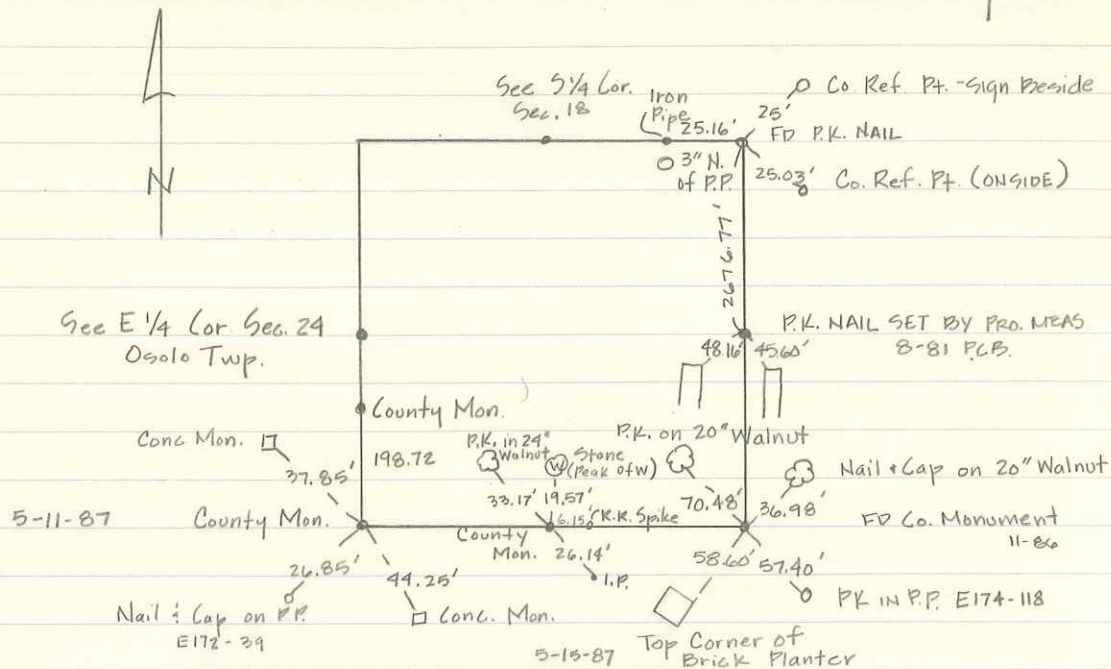 See S 1/4 Cor.
Sec. 18
Iron
Pipe
25.16'
25'
Co. Ref. Pt. - Sign Beside
FD P.K. NAIL
3" N.
of P.P.
25.03'
Co. Ref. Pt. (ONSIDE)
N
2676.77'
See E 1/4 Cor. Sec. 24
Osolo Twp.
P.K. NAIL SET BY PRO. MEAS
8-81 P.C.B.
48.16'
45.60'
County Mon.
Conc Mon.
37.85'
198.72
P.K. in 24"
Walnut
Stone
(Peak of W)
W
P.K. on 20" Walnut
Nail + Cap on 20" Walnut
33.17'
19.57'
70.48'
36.98'
5-11-87
County Mon.
6.15'
R.R. Spike
FD Co. Monument
11-86
County
Mon.
26.14'
I.P.
26.85'
44.25'
58.60'
57.40'
Nail & Cap on P.P.
E172-39
Conc. Mon.
PK IN P.P. E174-118
5-15-87
Top Corner of
Brick Planter